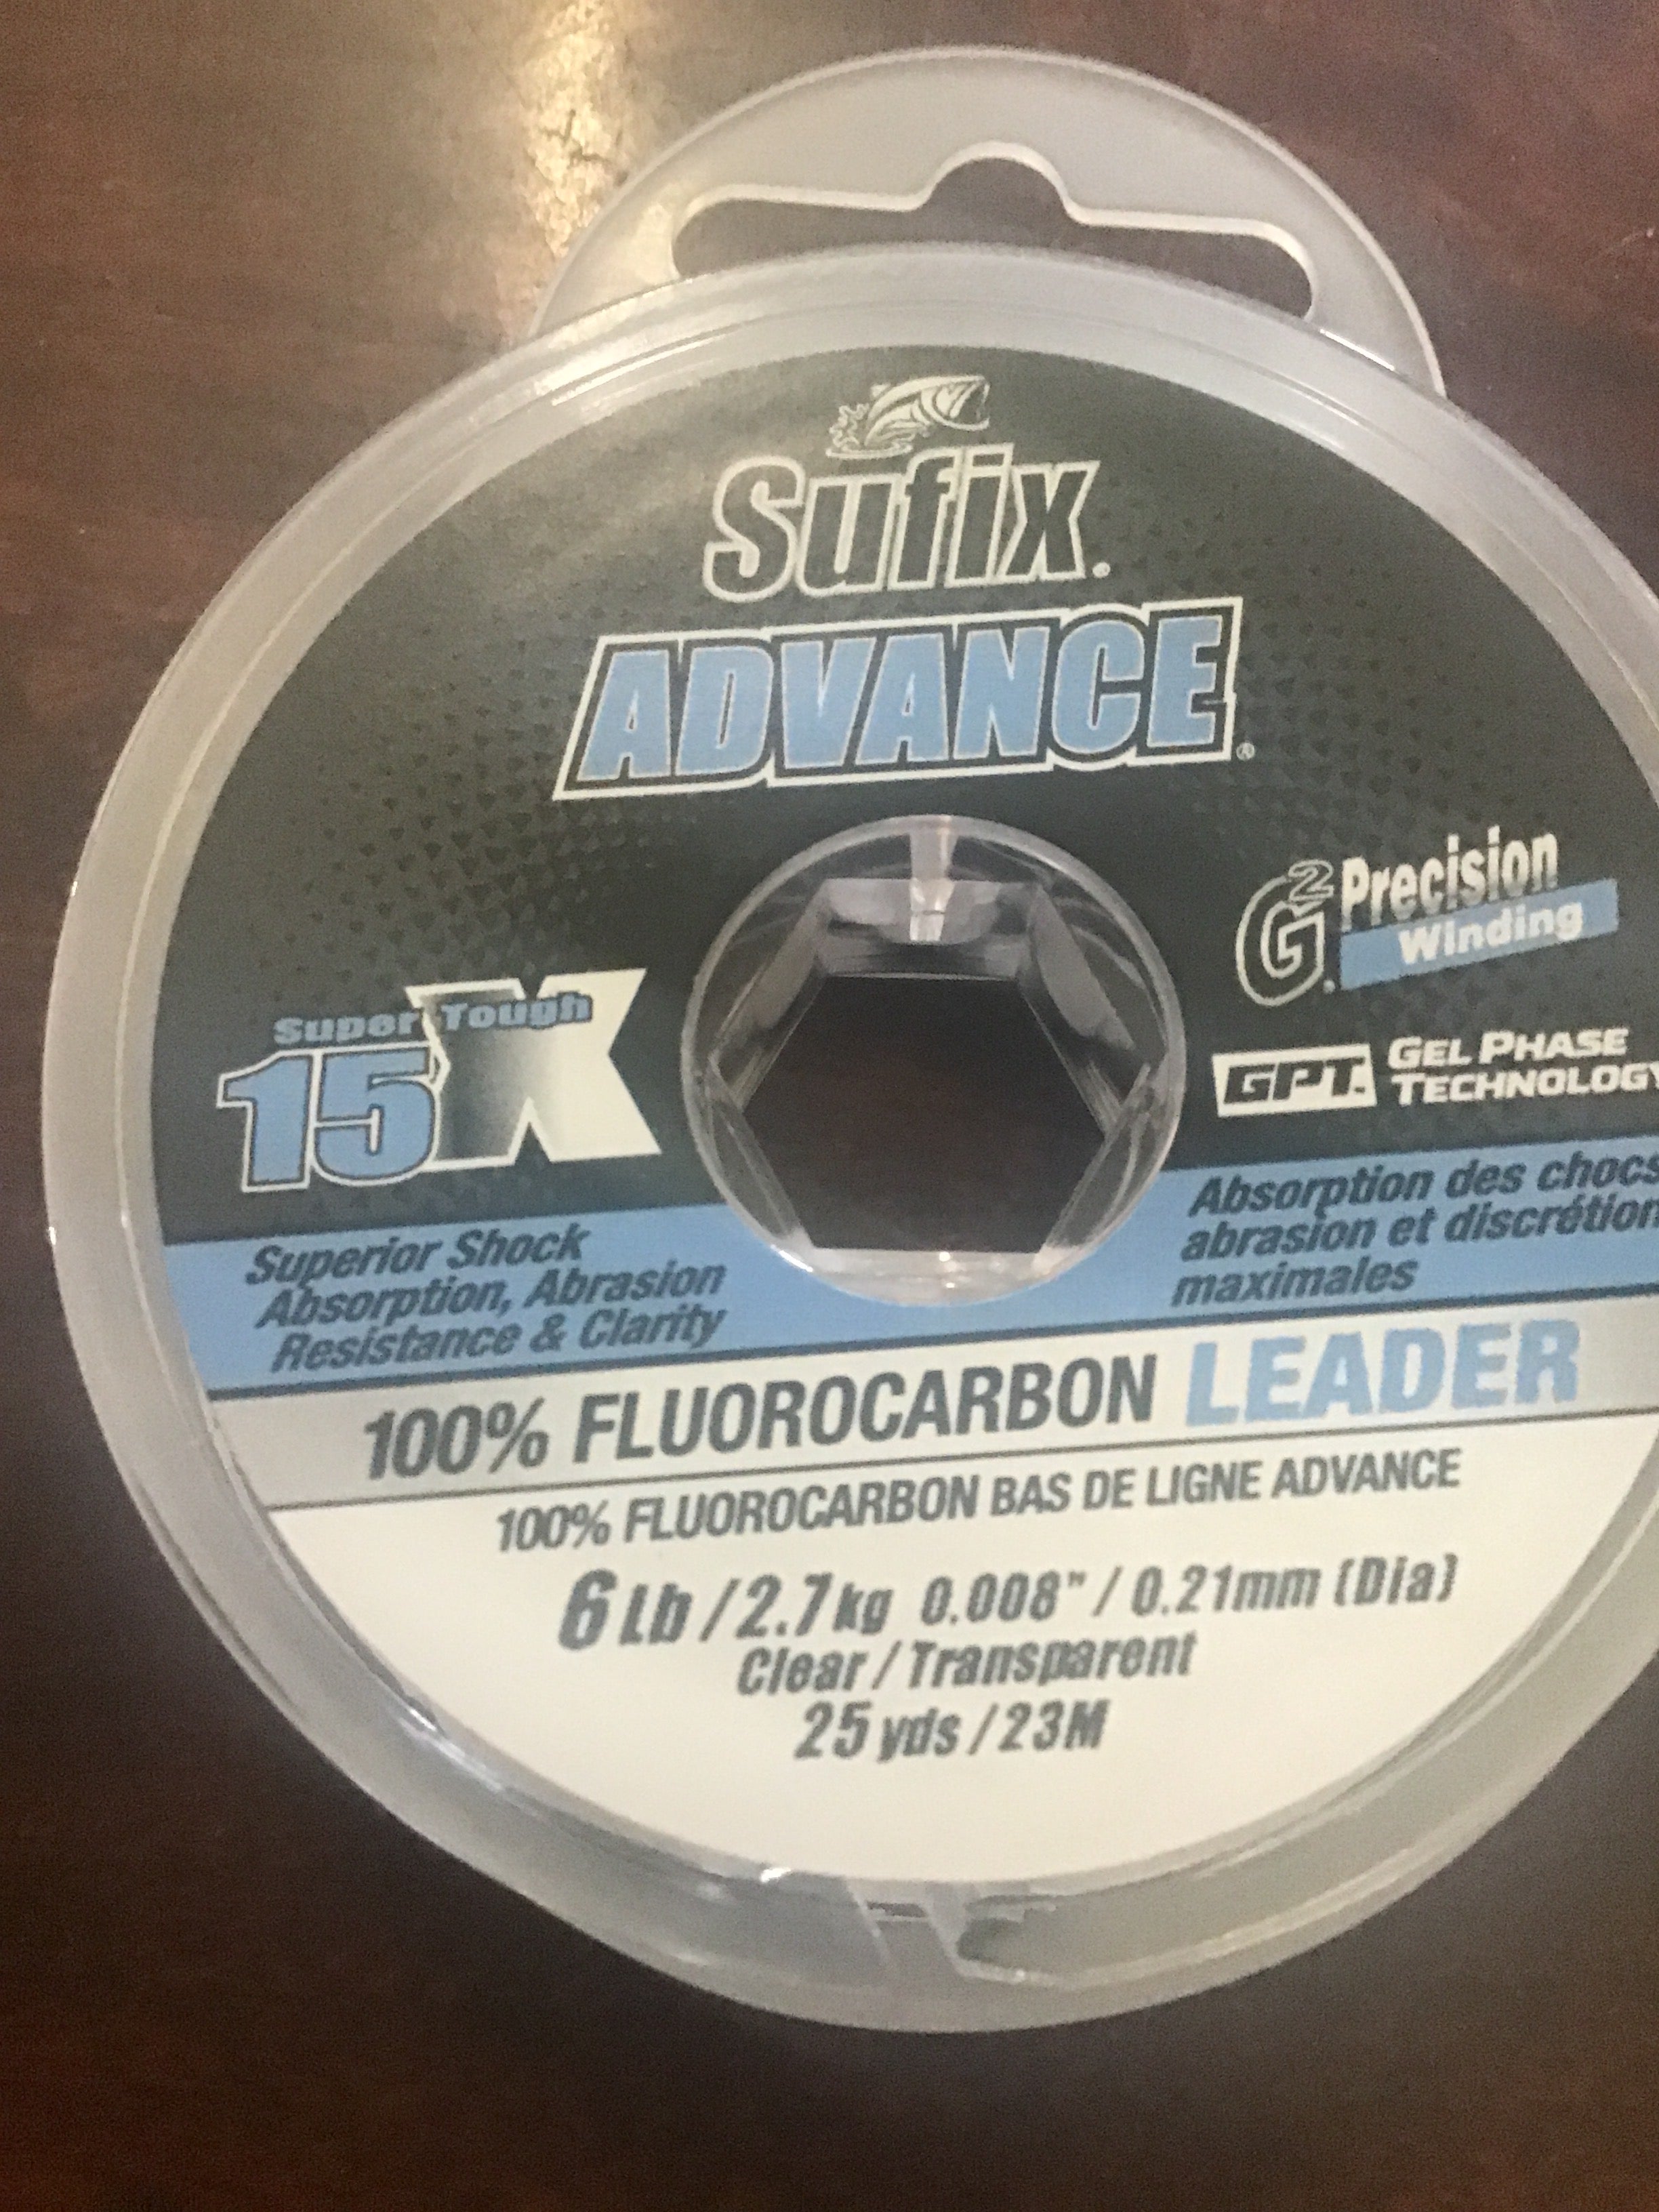 Sufix.
ADVANCE®
G² Precision
Winding
Super Tough
15X
GPT. GEL PHASE
TECHNOLOGY
Superior Shock
Absorption, Abrasion
Resistance & Clarity
Absorption des chocs
abrasion et discrétion
maximales
100% FLUOROCARBON LEADER
100% FLUOROCARBON BAS DE LIGNE ADVANCE
6 Lb / 2.7kg 0.008" / 0.21mm (Dia)
Clear / Transparent
25 yds / 23M